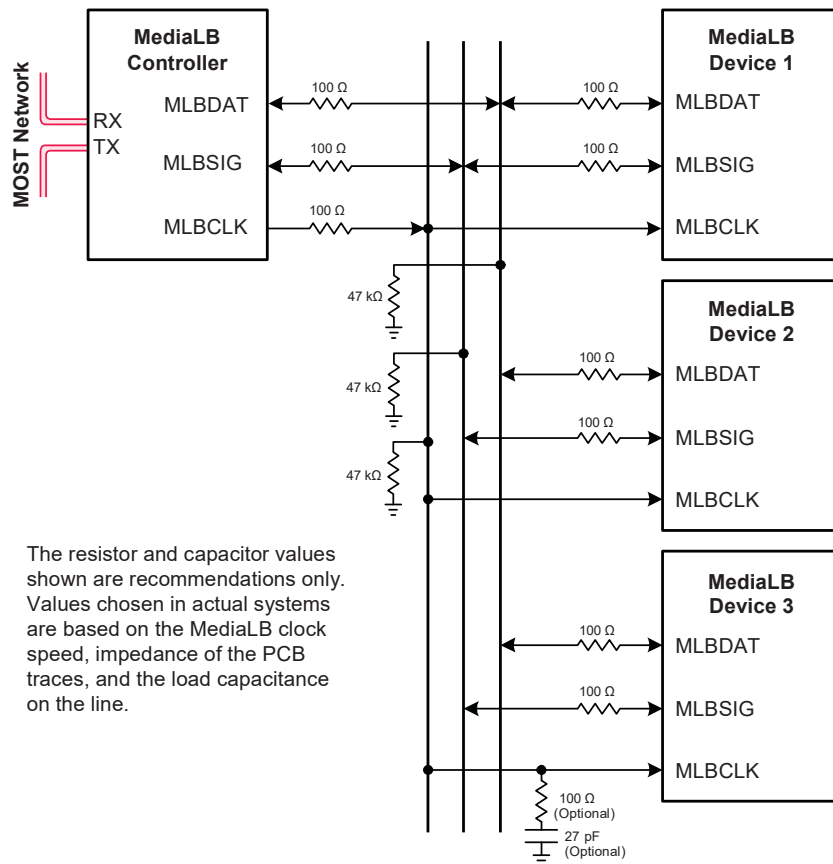 MediaLB
Controller
MOST Network
RX
TX
MLBDAT
MLBSIG
MLBCLK
100 Ω
100 Ω
100 Ω
MediaLB
Device 1
100 Ω
MLBDAT
100 Ω
MLBSIG
MLBCLK
47 kΩ
47 kΩ
47 kΩ
MediaLB
Device 2
100 Ω
MLBDAT
100 Ω
MLBSIG
MLBCLK
The resistor and capacitor values
shown are recommendations only.
Values chosen in actual systems
are based on the MediaLB clock
speed, impedance of the PCB
traces, and the load capacitance
on the line.
MediaLB
Device 3
100 Ω
MLBDAT
100 Ω
MLBSIG
MLBCLK
100 Ω
(Optional)
27 pF
(Optional)